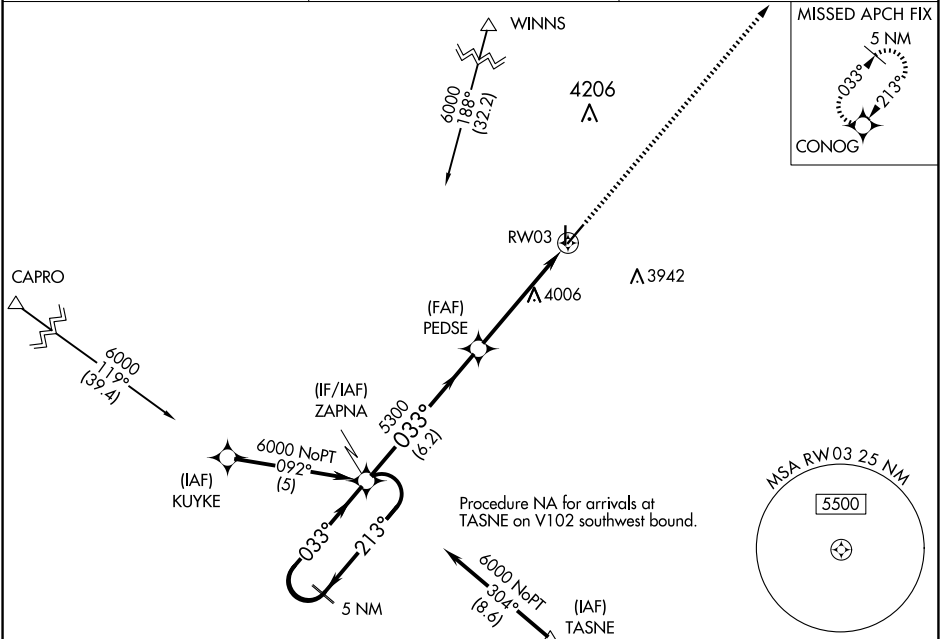 WINNS
6000
188°
(32.2)
4206
MISSED APCH FIX
5 NM
033°
213°
CONOG
RW03
3942
4006
CAPRO
6000
119°
(39.4)
(FAF)
PEDSE
(IF/IAF)
ZAPNA
5300
033°
(6.2)
6000 NoPT
092°
(5)
(IAF)
KUYKE
033°
213°
5 NM
Procedure NA for arrivals at
TASNE on V102 southwest bound.
6000 NoPT
304°
(8.6)
(IAF)
TASNE
MSA RW03 25 NM
5500